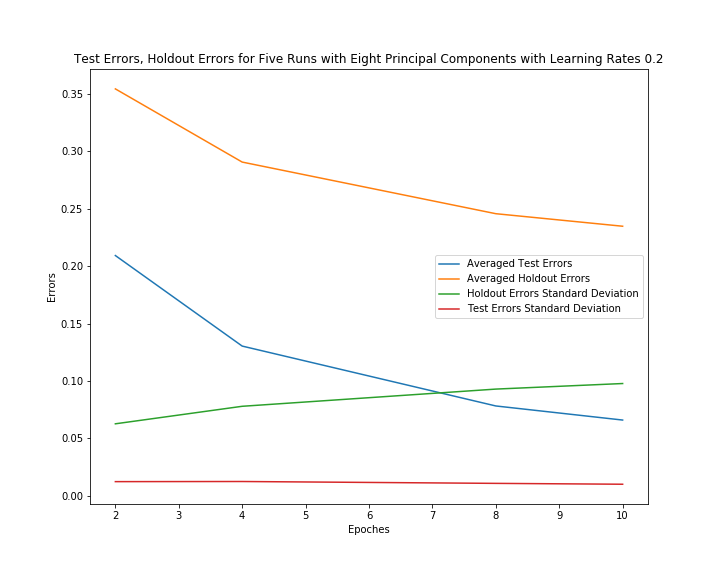 Test Errors, Holdout Errors for Five Runs with Eight Principal Components with Learning Rates 0.2
0.35
0.30
0.25
0.20
0.15
0.10
0.05
0.00
Errors
Averaged Test Errors
Averaged Holdout Errors
Holdout Errors Standard Deviation
Test Errors Standard Deviation
2 3 4 5 6 7 8 9 10
Epoches